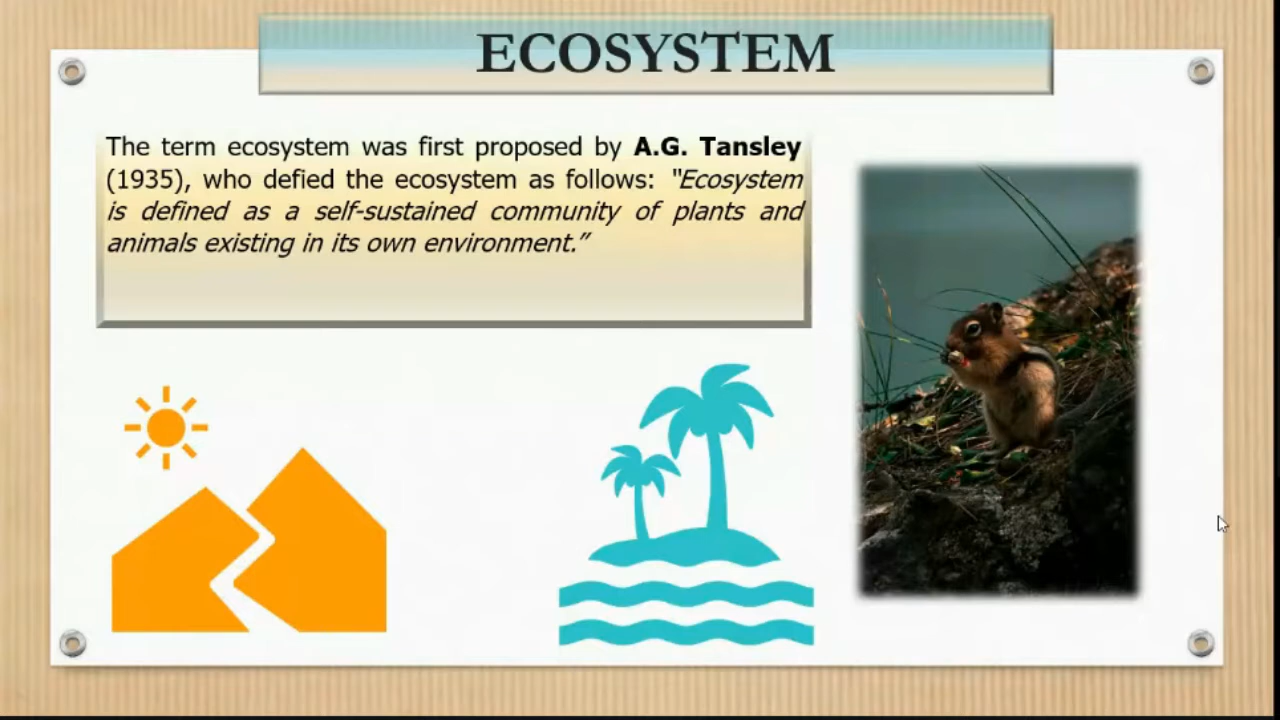 ECOSYSTEM
The term ecosystem was first proposed by A.G. Tansley
(1935), who defied the ecosystem as follows: "Ecosystem
is defined as a self-sustained community of plants and
animals existing in its own environment.”